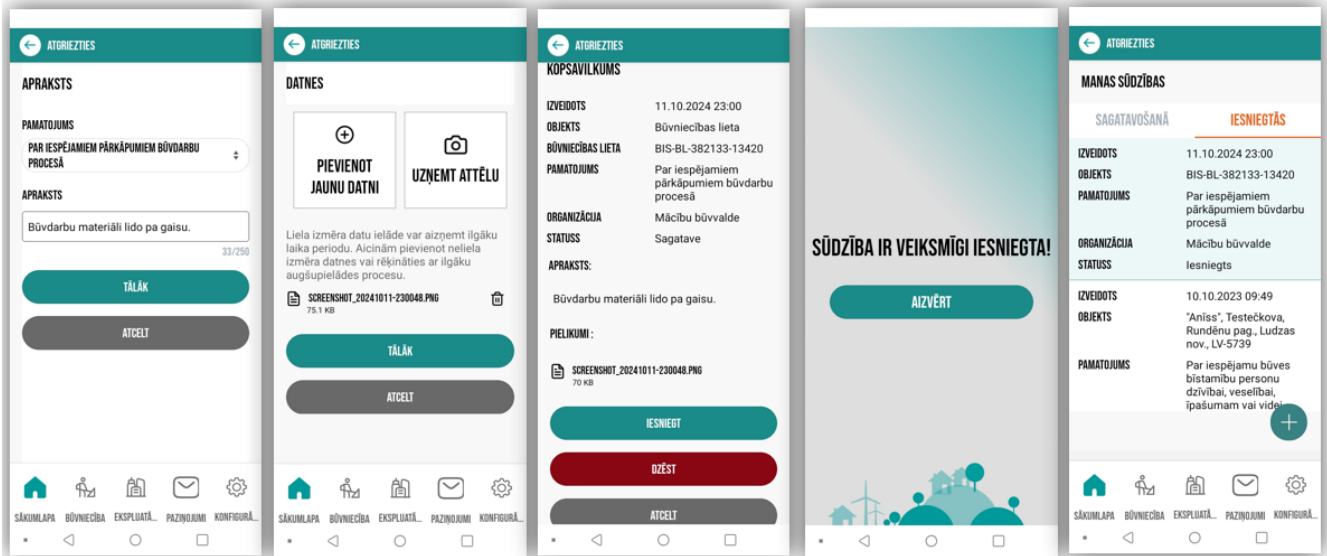 ATGRIEZTIES
APRAKSTS
PAMATOJUMS
PAR IESPĒJAMIEM PĀRKĀPUMIEM BŪVDARBU
PROCESĀ
APRAKSTS
Būvdarbu materiāli lido pa gaisu.
33/250
TĀLĀK
ATCELT
SĀKUMLAPA BŪVNIECĪBA EKSPLUATĀ... PAZIŅOJUMI KONFIGURĀ...
ATGRIEZTIES
DATNES
PIEVIENOT
JAUNU DATNI
UZŅEMT ATTĒLU
Liela izmēra datu ielāde var aizņemt ilgāku
laika periodu. Aicinām pievienot neliela
izmēra datnes vai rēķināties ar ilgāku
augšupielādes procesu.
SCREENSHOT_20241011-230048.PNG
75.1 KB
TĀLĀK
ATCELT
SĀKUMLAPA BŪVNIECĪBA EKSPLUATĀ... PAZIŅOJUMI KONFIGURĀ...
ATGRIEZTIES
KOPSAVILKUMS
IZVEIDOTS 11.10.2024 23:00
OBJEKTS Būvniecības lieta
BŪVNIECĪBAS LIETA BIS-BL-382133-13420
PAMATOJUMS Par iespējamiem
pārkāpumiem būvdarbu
procesā
ORGANIZĀCIJA Mācību būvvalde
STATUSS Sagatave
APRAKSTS:
Būvdarbu materiāli lido pa gaisu.
PIELIKUMI :
SCREENSHOT_20241011-230048.PNG
70 KB
IESNIEGT
DZĒST
ATCELT
SŪDZĪBA IR VEIKSMĪGI IESNIEGTA!
AIZVĒRT
ATGRIEZTIES
MANAS SŪDZĪBAS
SAGATAVOŠANĀ IESNIEGTĀS
IZVEIDOTS 11.10.2024 23:00
OBJEKTS BIS-BL-382133-13420
PAMATOJUMS Par iespējamiem
pārkāpumiem būvdarbu
procesā
ORGANIZĀCIJA Mācību būvvalde
STATUSS Iesniegts
IZVEIDOTS 10.10.2023 09:49
OBJEKTS "Anīss", Testečkova,
Rundēnu pag., Ludzas
nov., LV-5739
PAMATOJUMS Par iespējamu būves
bīstamību personu
dzīvībai, veselībai,
īpašumam vai videi
SĀKUMLAPA BŪVNIECĪBA EKSPLUATĀ... PAZIŅOJUMI KONFIGURĀ...